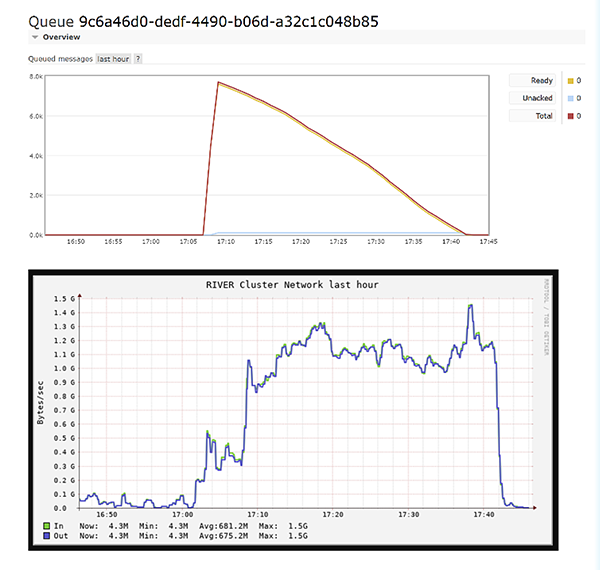 Queue 9c6a46d0-dedf-4490-b06d-a32c1c048b85
Overview
Queued messages last hour ?
8.0k
6.0k
4.0k
2.0k
0.0k
16:50 16:55 17:00 17:05 17:10 17:15 17:20 17:25 17:30 17:35 17:40 17:45
Ready 0
Unacked 0
Total 0
RIVER Cluster Network last hour
RRDTOOL / TOBI OETIKER
Bytes/sec
1.5 G
1.4 G
1.3 G
1.2 G
1.1 G
1.0 G
0.9 G
0.8 G
0.7 G
0.6 G
0.5 G
0.4 G
0.3 G
0.2 G
0.1 G
0.0
16:50 17:00 17:10 17:20 17:30 17:40
In Now: 4.3M Min: 4.3M Avg:681.2M Max: 1.5G
Out Now: 4.3M Min: 4.3M Avg:675.2M Max: 1.5G